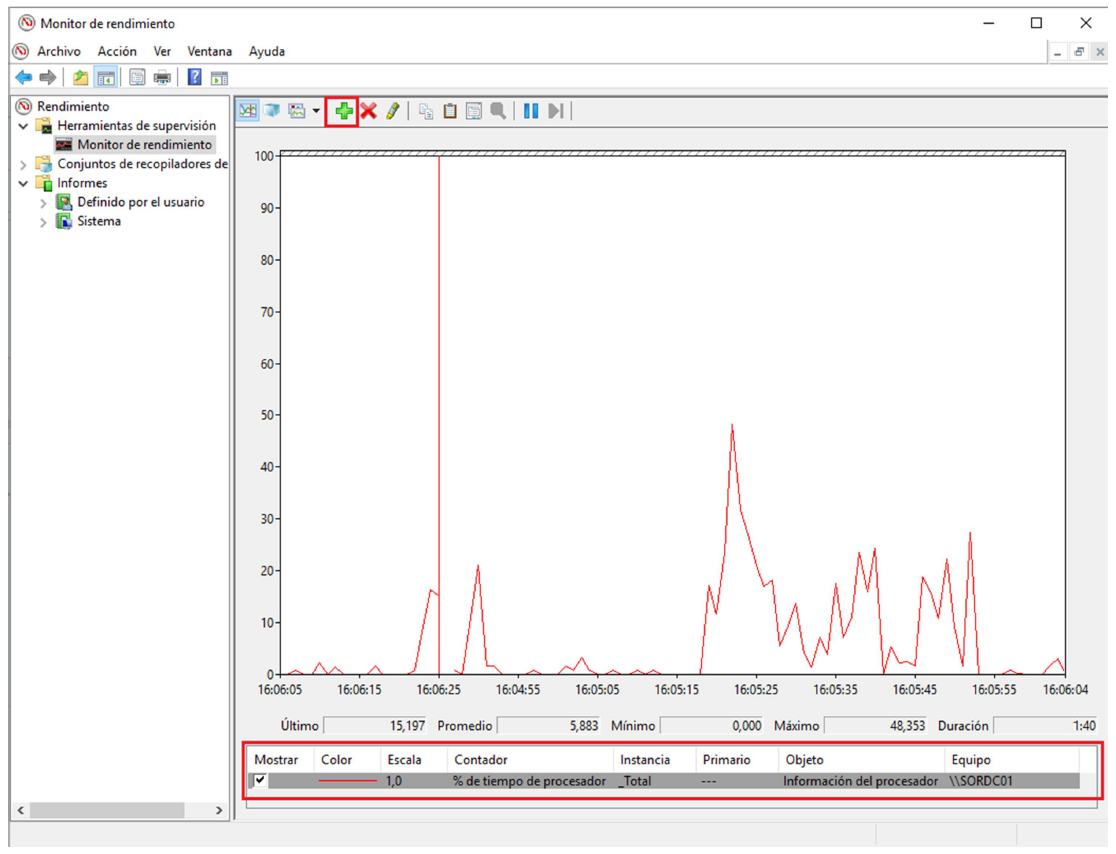 Monitor de rendimiento
Archivo Acción Ver Ventana Ayuda
Rendimiento
Herramientas de supervisión
Monitor de rendimiento
Conjuntos de recopiladores de
Informes
Definido por el usuario
Sistema
100
90
80
70
60
50
40
30
20
10
0
16:06:05 16:06:15 16:06:25 16:04:55 16:05:05 16:05:15 16:05:25 16:05:35 16:05:45 16:05:55 16:06:04
Último 15,197 Promedio 5,883 Mínimo 0,000 Máximo 48,353 Duración 1:40
Mostrar Color Escala Contador Instancia Primario Objeto Equipo
1,0 % de tiempo de procesador _Total --- Información del procesador \\SORDC01